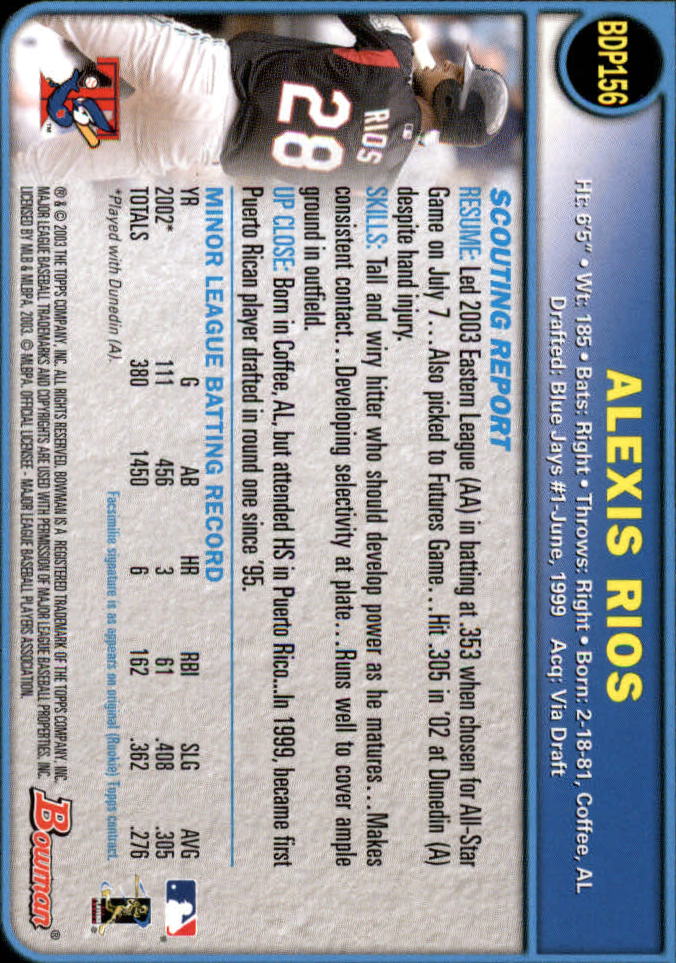 BDP156
ALEXIS RIOS
Ht: 6'5" • Wt: 185 • Bats: Right • Throws: Right • Born: 2-18-81, Coffee, AL
Drafted: Blue Jays #1-June, 1999 Acq: Via Draft
RIOS
28
SCOUTING REPORT
RESUME: Led 2003 Eastern League (AA) in batting at .353 when chosen for All-Star
Game on July 7...Also picked to Futures Game...Hit .305 in '02 at Dunedin (A)
despite hand injury.
SKILLS: Tall and wiry hitter who should develop power as he matures...Makes
consistent contact...Developing selectivity at plate...Runs well to cover ample
ground in outfield.
UP CLOSE: Born in Coffee, AL, but attended HS in Puerto Rico...In 1999, became first
Puerto Rican player drafted in round one since '95.
MINOR LEAGUE BATTING RECORD
YR G AB HR RBI SLG AVG
2002* 111 456 3 61 .408 .305
TOTALS 380 1450 6 162 .362 .276
*Played with Dunedin (A).
Facsimilie signature is as appears on original (Rookie) Topps contract.
® & © 2003 THE TOPPS COMPANY, INC. ALL RIGHTS RESERVED. BOWMAN IS A REGISTERED TRADEMARK OF THE TOPPS COMPANY, INC.
MAJOR LEAGUE BASEBALL TRADEMARKS AND COPYRIGHTS ARE USED WITH PERMISSION OF MAJOR LEAGUE BASEBALL PROPERTIES, INC.
LICENSED BY MLB & MLBPA, 2003. © MLBPA. OFFICIAL LICENSEE - MAJOR LEAGUE BASEBALL PLAYERS ASSOCIATION.
Bowman®